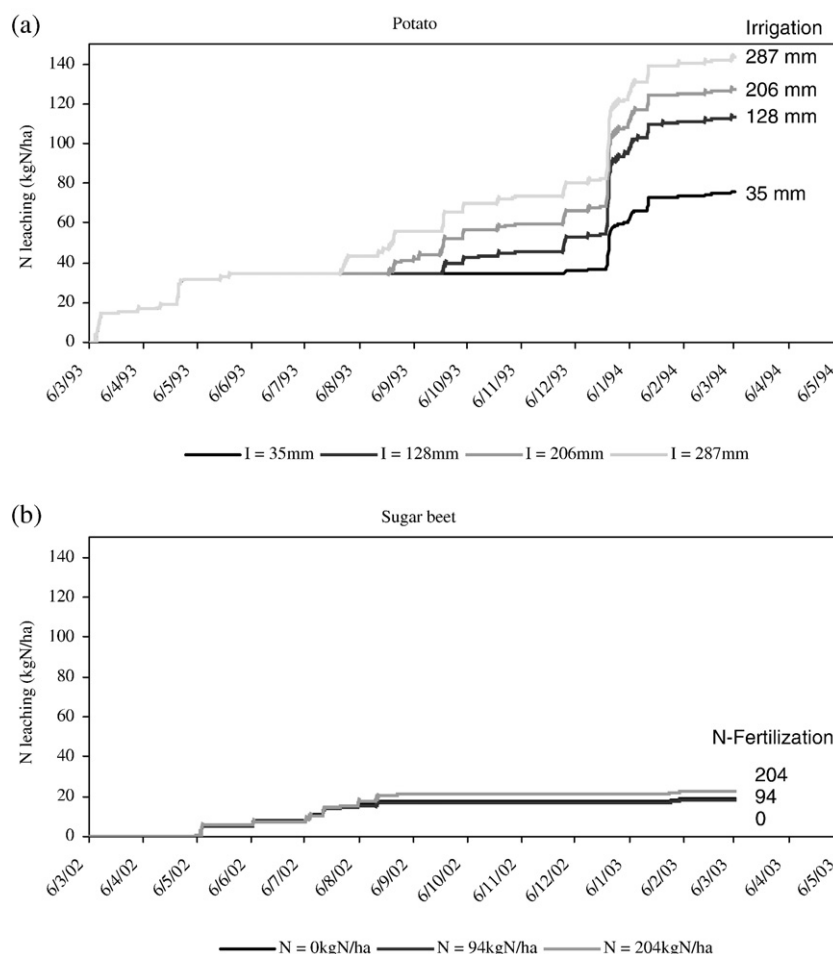 (a)
Potato
Irrigation
287 mm
206 mm
128 mm
35 mm
N leaching (kgN/ha)
140
120
100
80
60
40
20
0
6/3/93 6/4/93 6/5/93 6/6/93 6/7/93 6/8/93 6/9/93 6/10/93 6/11/93 6/12/93 6/1/94 6/2/94 6/3/94 6/4/94 6/5/94
I = 35mm I = 128mm I = 206mm I = 287mm
(b)
Sugar beet
N leaching (kgN/ha)
140
120
100
80
60
40
20
0
N-Fertilization
204
94
0
6/3/02 6/4/02 6/5/02 6/6/02 6/7/02 6/8/02 6/9/02 6/10/02 6/11/02 6/12/02 6/1/03 6/2/03 6/3/03 6/4/03 6/5/03
N = 0kgN/ha N = 94kgN/ha N = 204kgN/ha